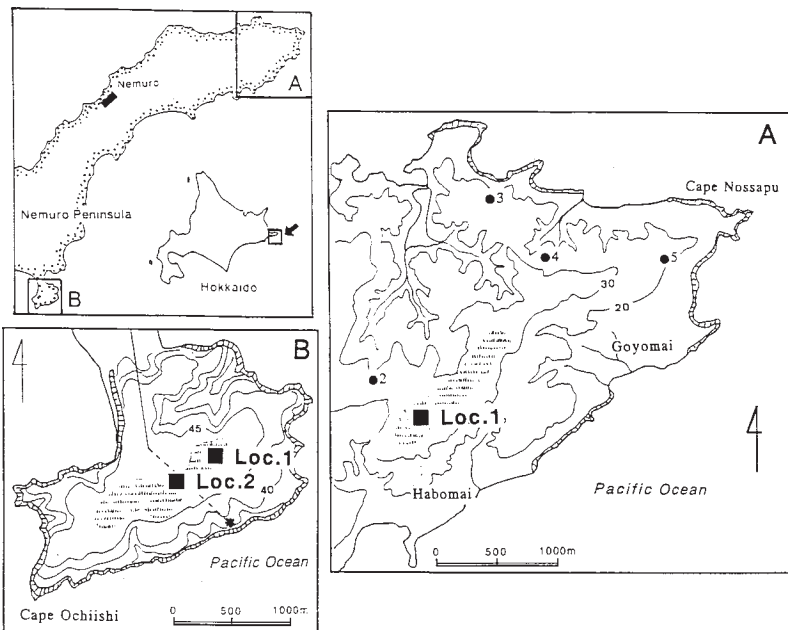 Nemuro
A
Nemuro Peninsula
Hokkaido
B
B
45
Loc.1
Loc.2
40
Pacific Ocean
Cape Ochiishi
0 500 1000m
A
Cape Nossapu
3
4
5
30
20
Goyomai
2
Loc.1
Habomai
Pacific Ocean
0 500 1000m